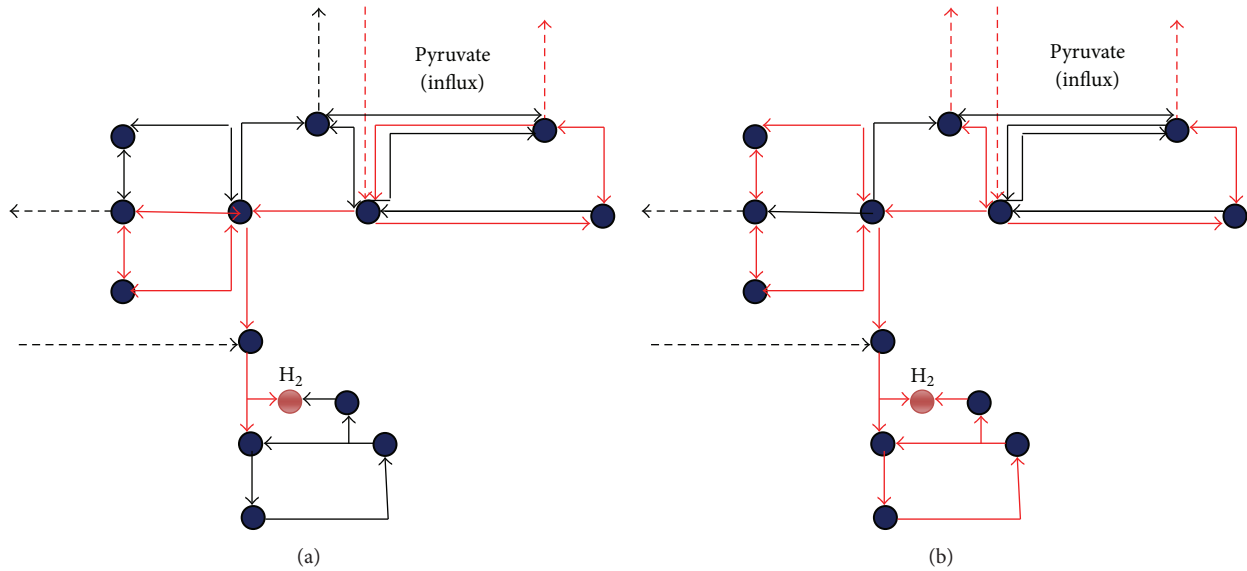 Pyruvate
(influx)
Pyruvate
(influx)
H₂
H₂
(a)
(b)